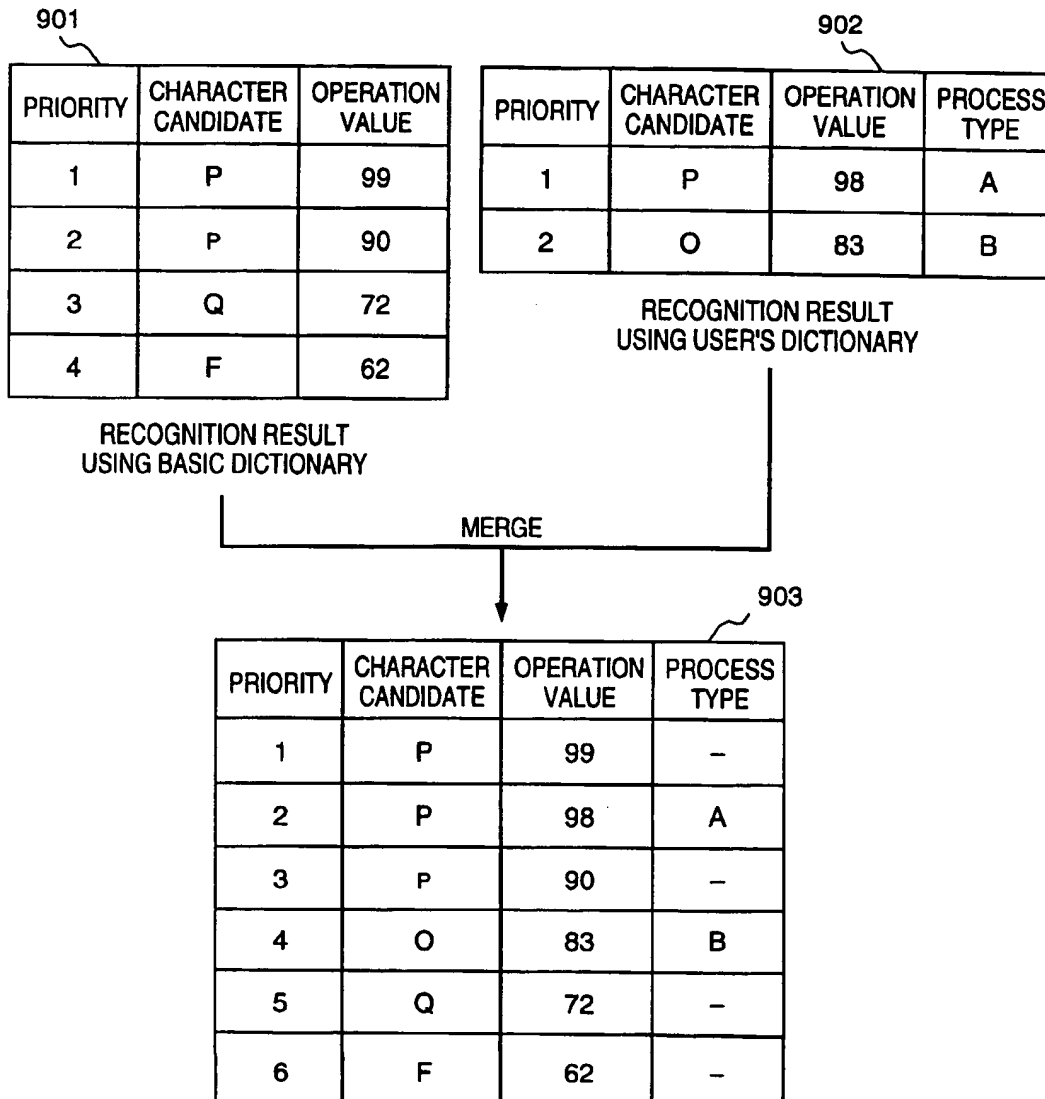 901
PRIORITY CHARACTER CANDIDATE OPERATION VALUE
1 P 99
2 P 90
3 Q 72
4 F 62
RECOGNITION RESULT
USING BASIC DICTIONARY
902
PRIORITY CHARACTER CANDIDATE OPERATION VALUE PROCESS TYPE
1 P 98 A
2 O 83 B
RECOGNITION RESULT
USING USER'S DICTIONARY
MERGE
903
PRIORITY CHARACTER CANDIDATE OPERATION VALUE PROCESS TYPE
1 P 99 –
2 P 98 A
3 P 90 –
4 O 83 B
5 Q 72 –
6 F 62 –